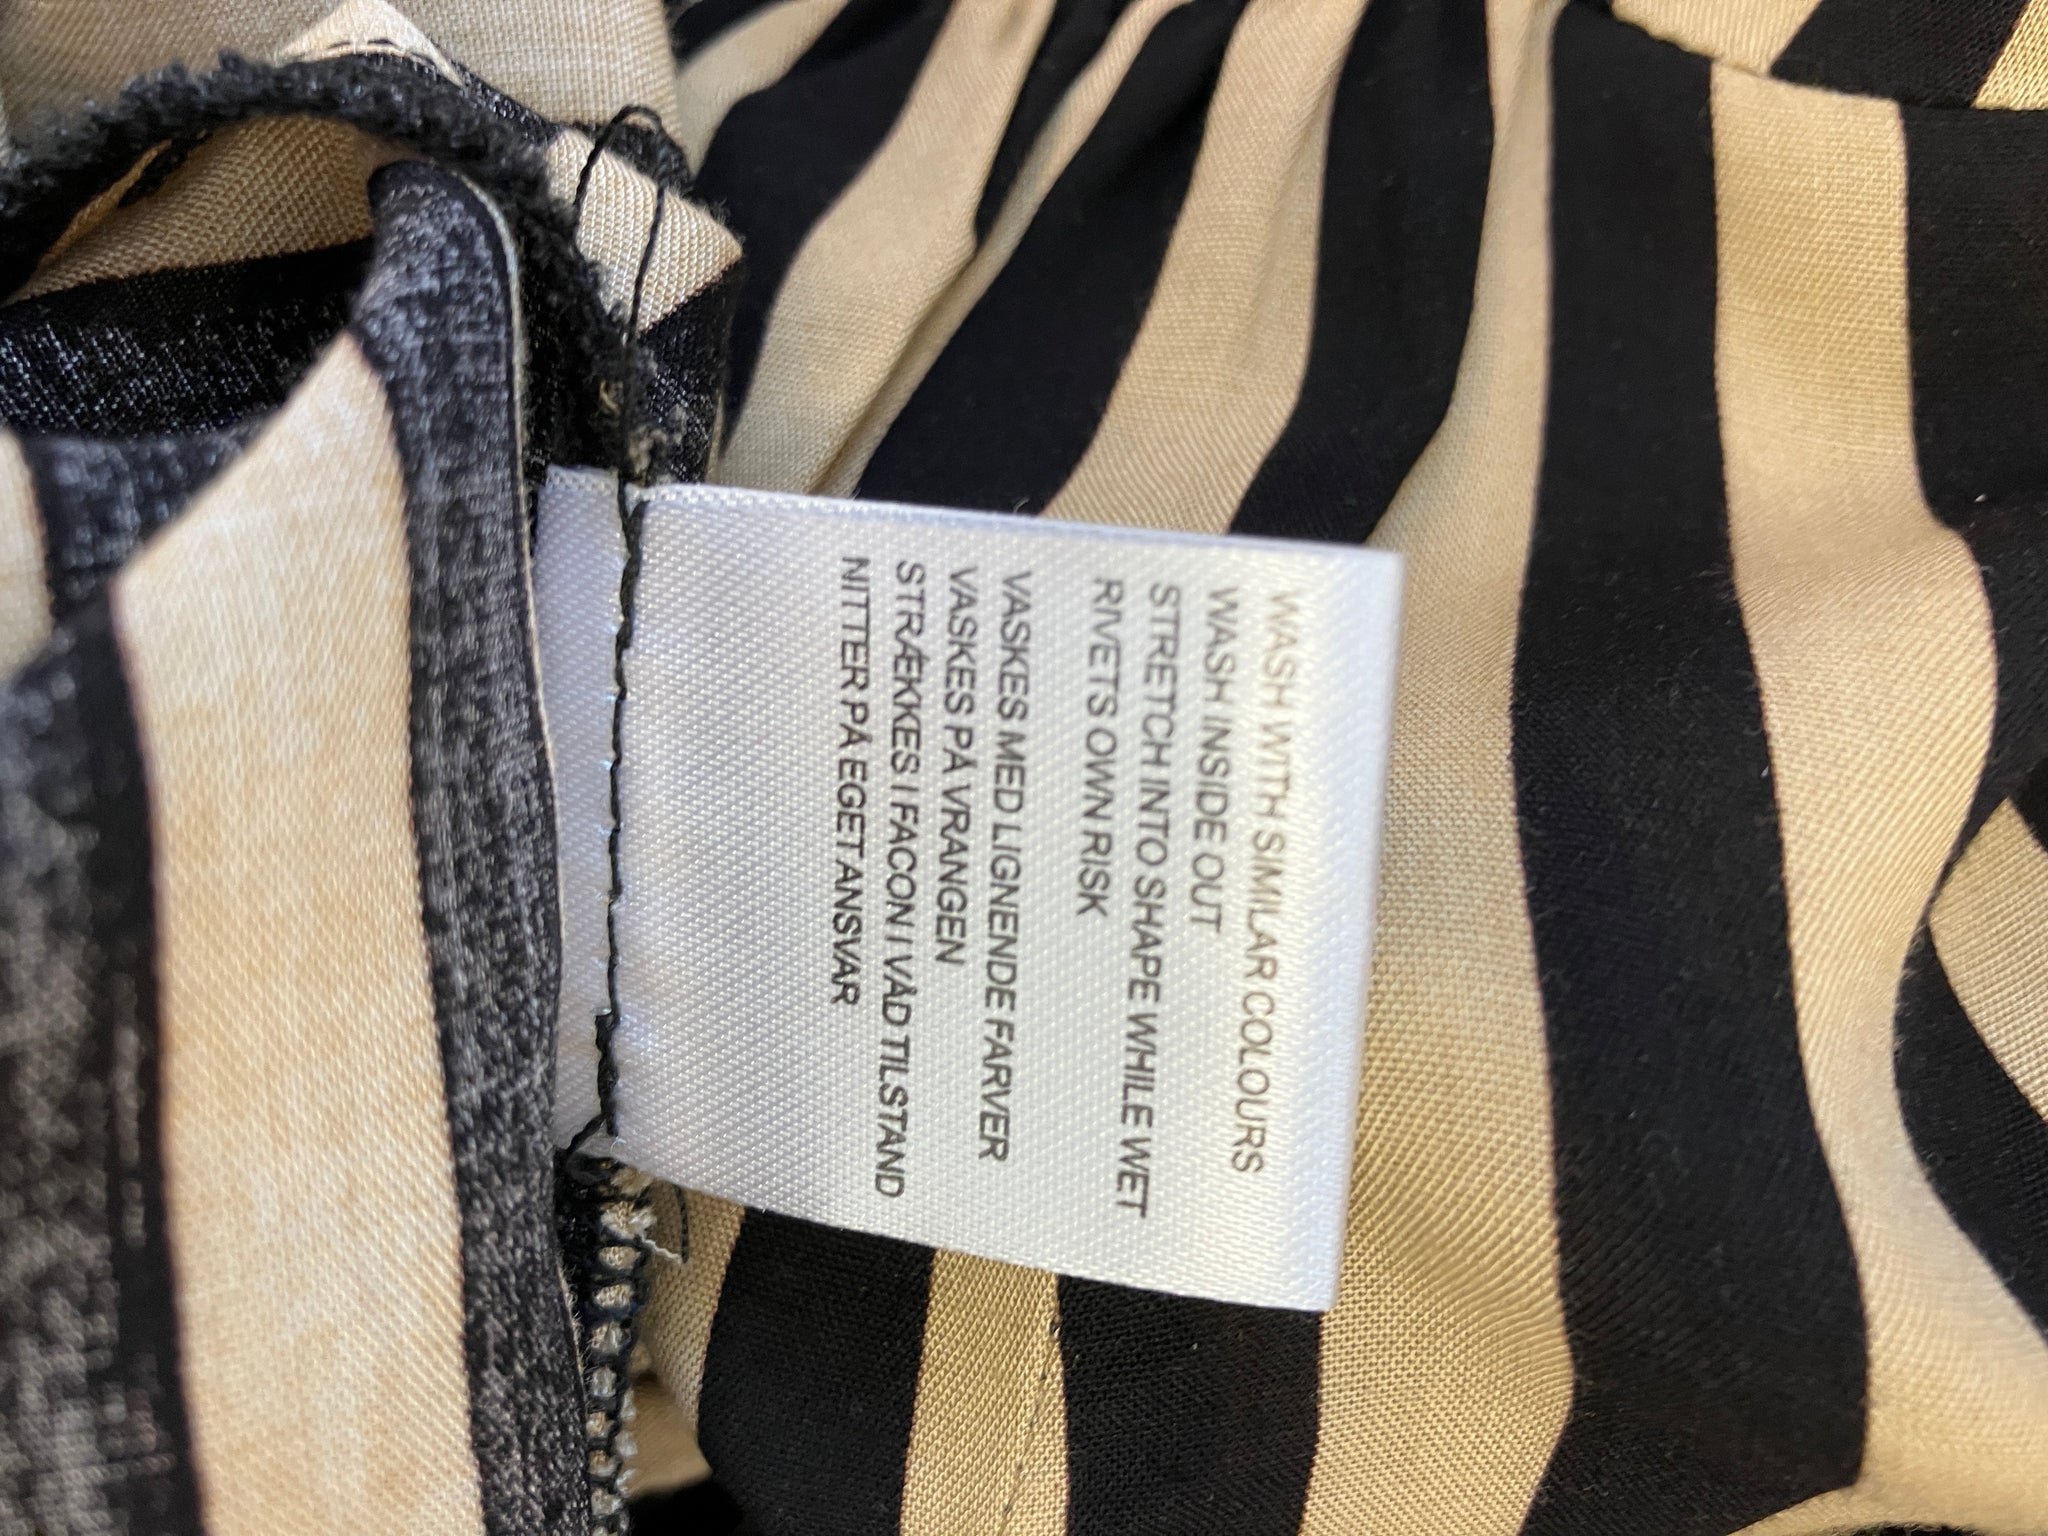 WASH WITH SIMILAR COLOURS
WASH INSIDE OUT
STRETCH INTO SHAPE WHILE WET
RIVETS OWN RISK
VASKES MED LIGNENDE FARVER
VASKES PÅ VRANGEN
STRÆKKES I FACON I VÅD TILSTAND
NITTER PÅ EGET ANSVAR